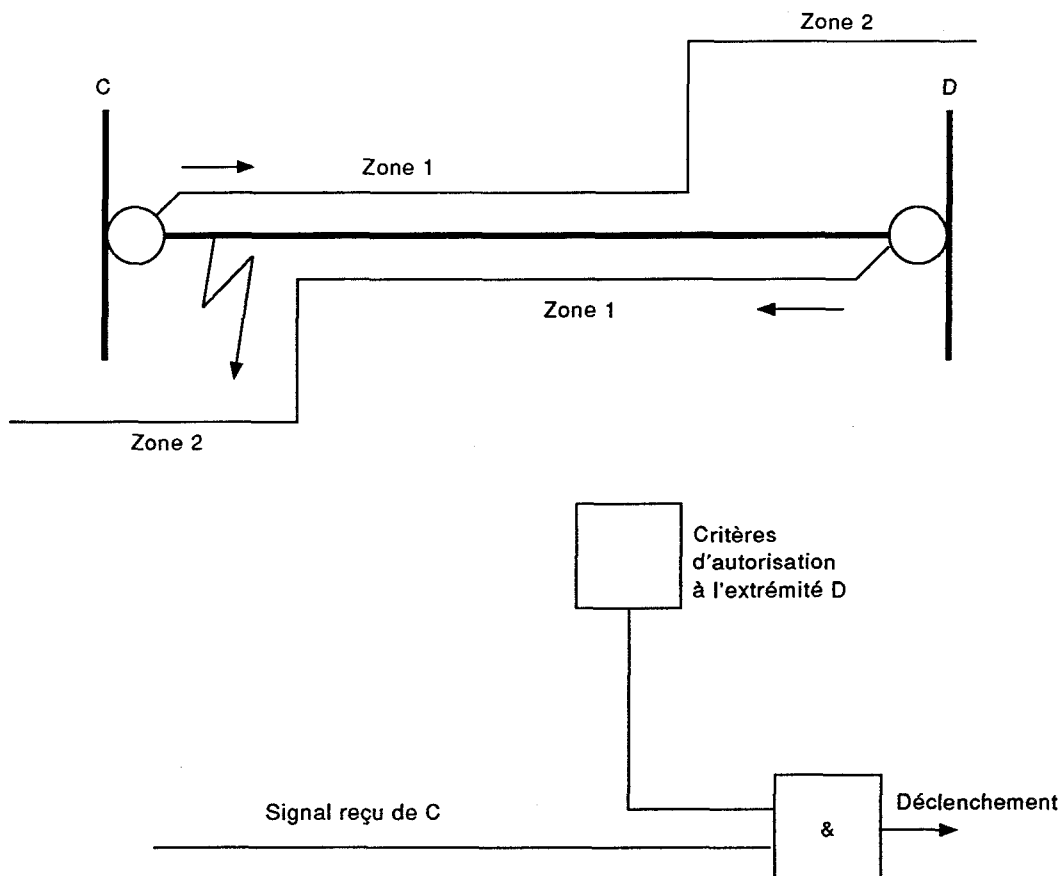 Zone 2
C
D
Zone 1
Zone 1
Zone 2
Critères
d'autorisation
à l'extrémité D
Signal reçu de C
&
Déclenchement